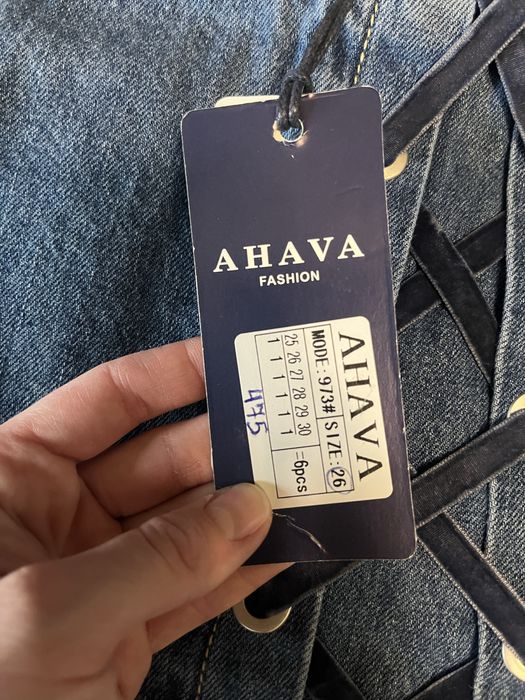 AHAVA
FASHION
AHAVA
MODE:973# SIZE:26
25 26 27 28 29 30
1 1 1 1 1 1 =6pcs
475